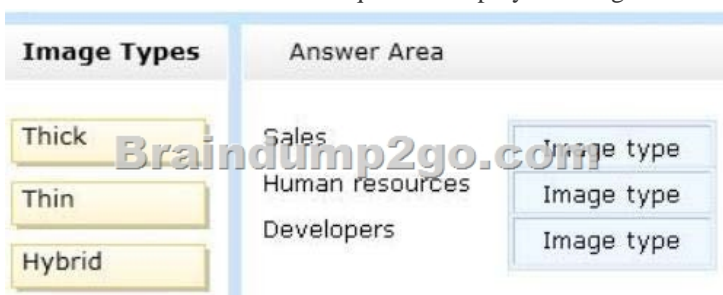 Image Types
Answer Area
Thick
Thin
Hybrid
Sales
Image type
Human resources
Image type
Developers
Image type
Braindump2go.com